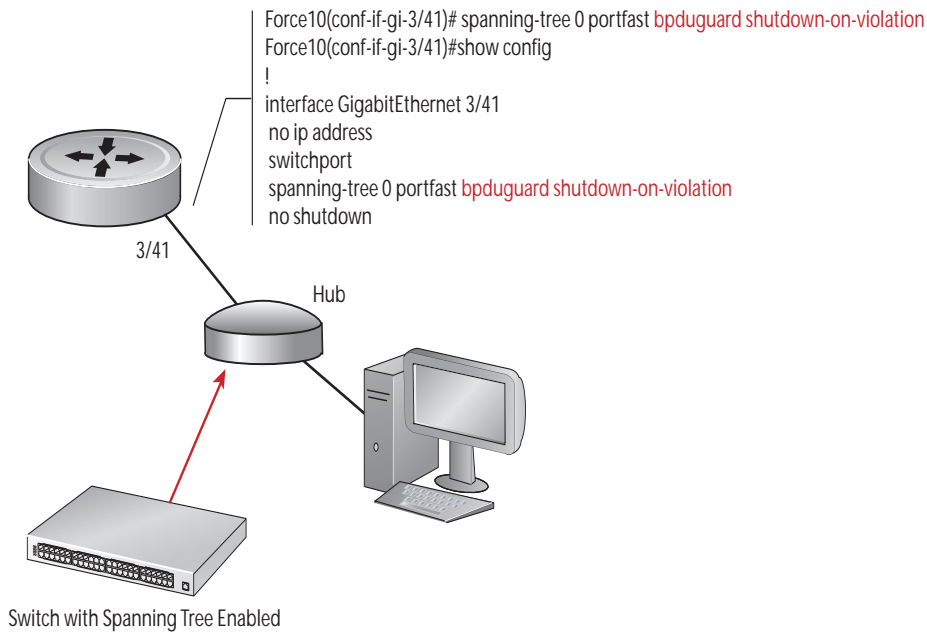 Force10(conf-if-gi-3/41)# spanning-tree 0 portfast bpduguard shutdown-on-violation
Force10(conf-if-gi-3/41)#show config
!
interface GigabitEthernet 3/41
no ip address
switchport
spanning-tree 0 portfast bpduguard shutdown-on-violation
no shutdown
3/41
Hub
Switch with Spanning Tree Enabled